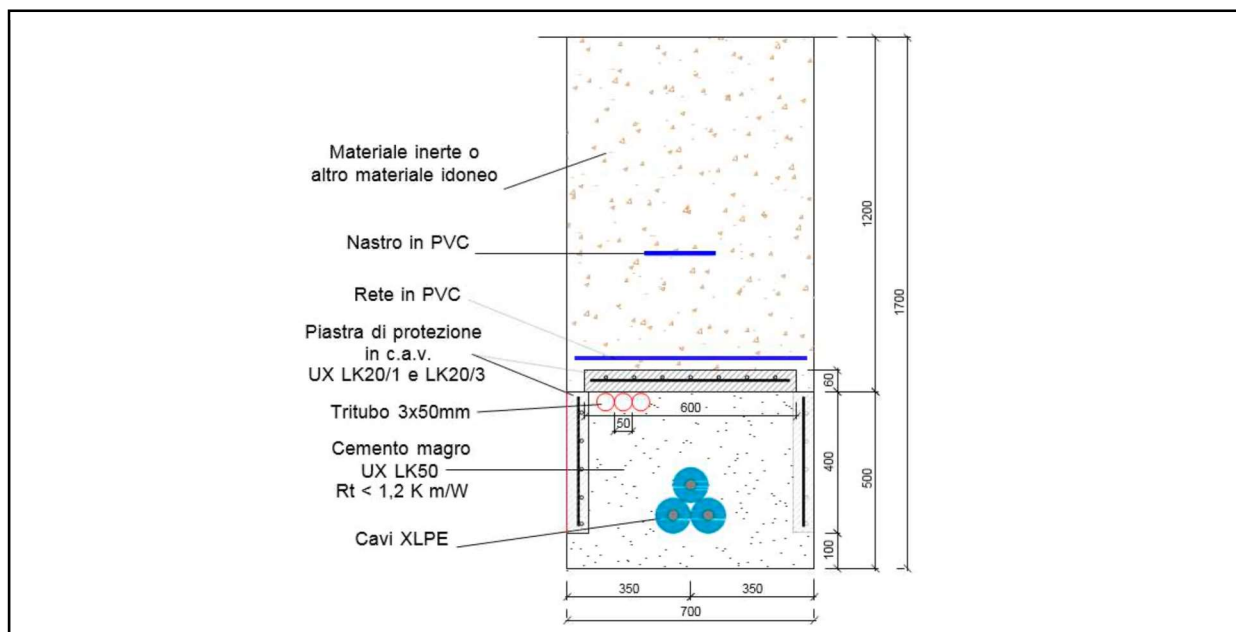 Materiale inerte o
altro materiale idoneo
Nastro in PVC
Rete in PVC
Piastra di protezione
in c.a.v.
UX LK20/1 e LK20/3
Tritubo 3x50mm
Cemento magro
UX LK50
Rt < 1,2 K m/W
Cavi XLPE
1200
1700
60
600
50
400
500
100
350
350
700